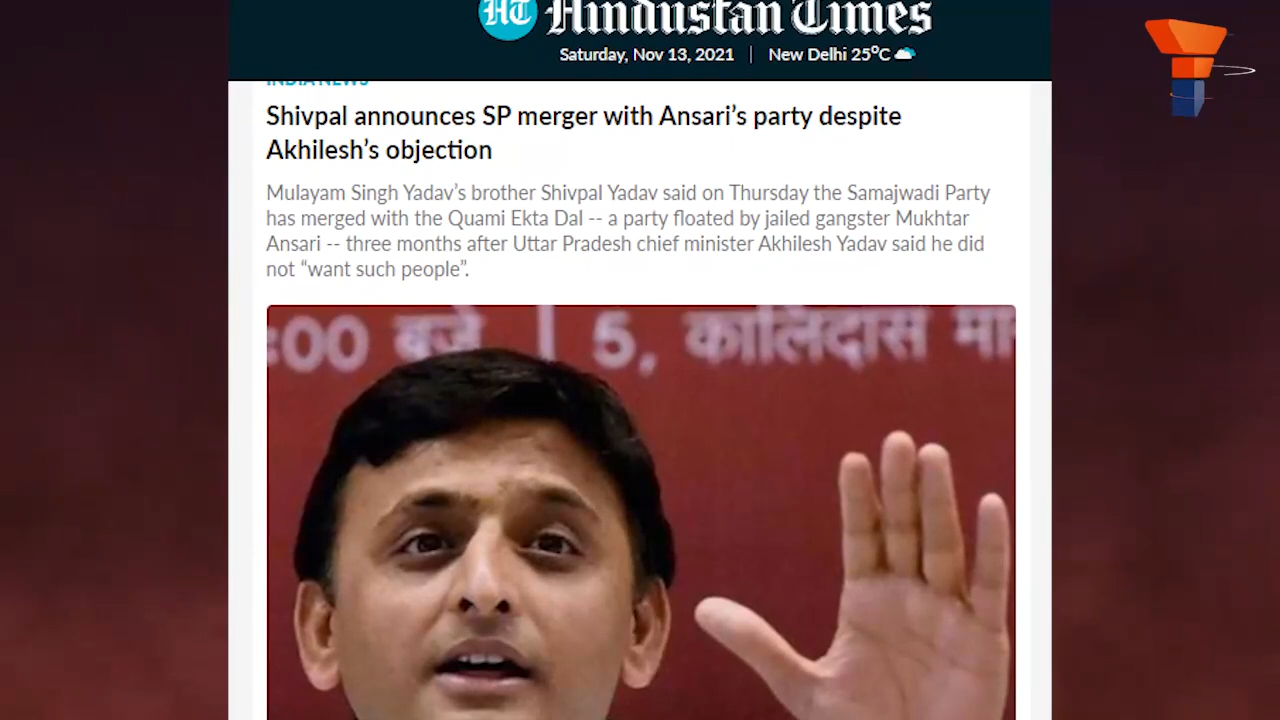 HT Hindustan Times
Saturday, Nov 13, 2021 | New Delhi 25°C
INDIA NEWS
Shivpal announces SP merger with Ansari's party despite
Akhilesh's objection
Mulayam Singh Yadav's brother Shivpal Yadav said on Thursday the Samajwadi Party
has merged with the Quami Ekta Dal -- a party floated by jailed gangster Mukhtar
Ansari -- three months after Uttar Pradesh chief minister Akhilesh Yadav said he did
not “want such people”.
:00 बजे | 5, कालिदास मा